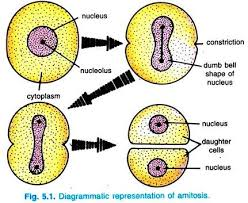 nucleus
nucleolus
cytoplasm
constriction
dumb bell
shape of
nucleus
nucleus
daughter
cells
nucleus
Fig. 5.1. Diagrammatic representation of amitosis.